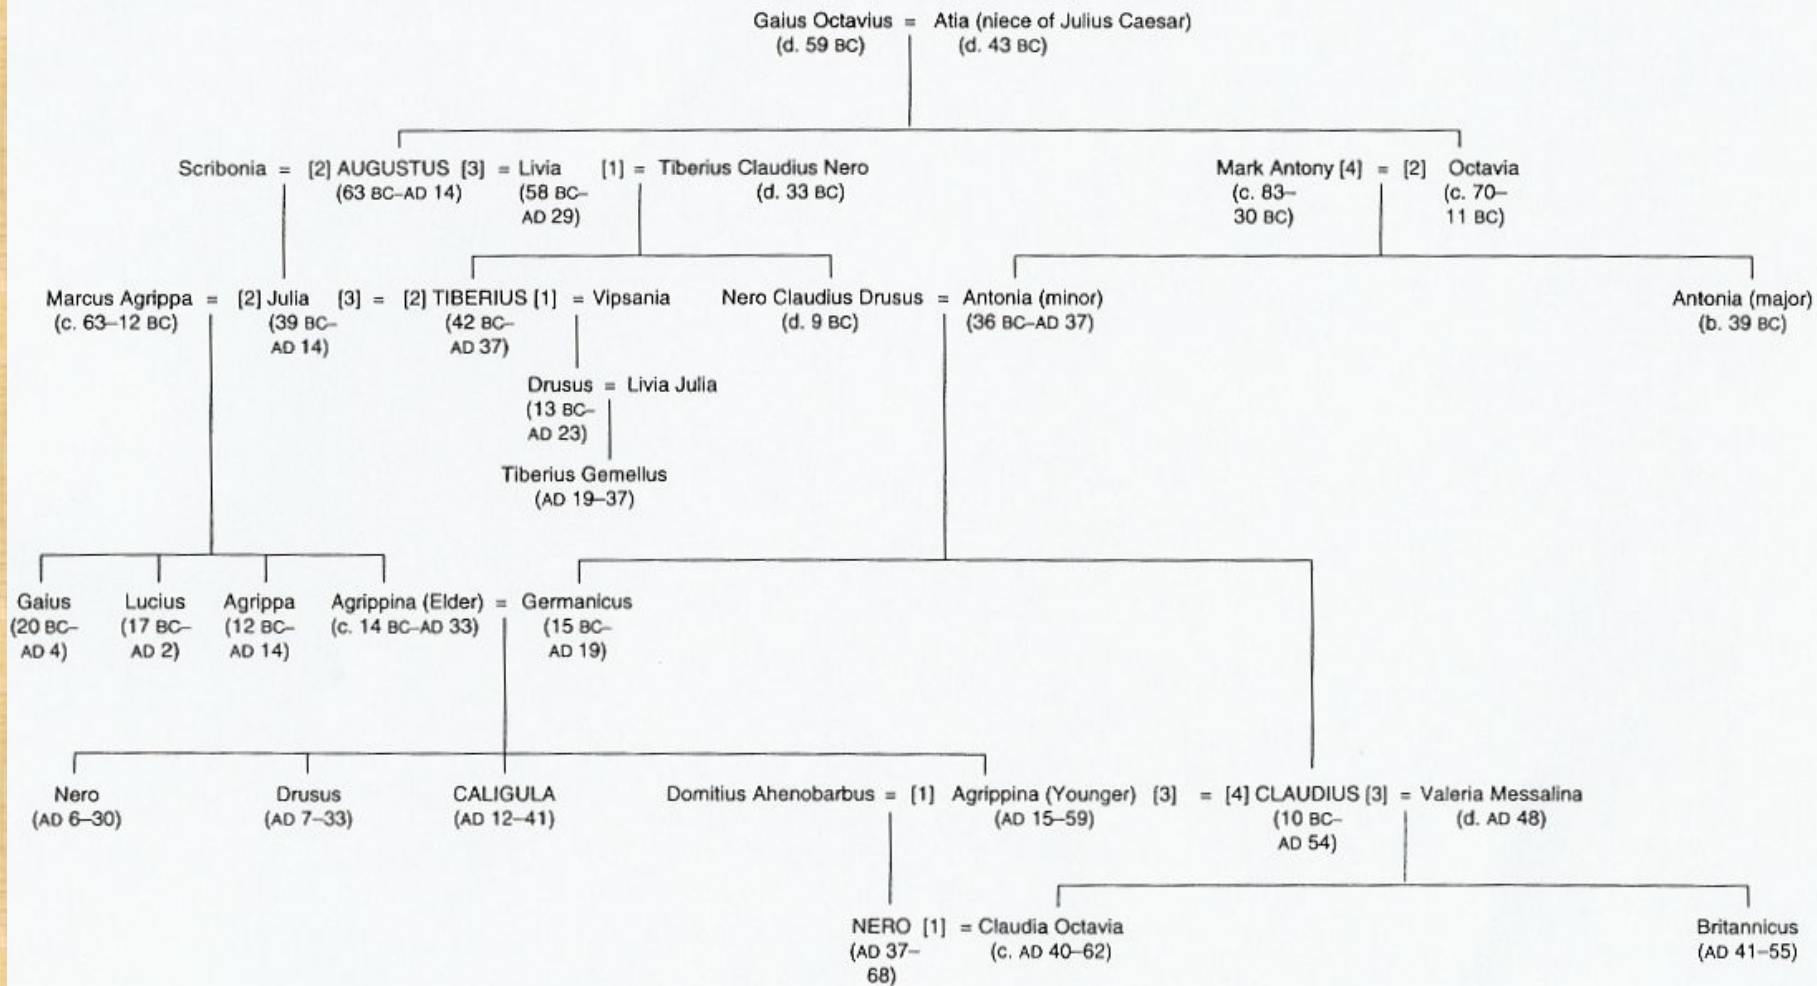 Gaius Octavius = Atia (niece of Julius Caesar)
(d. 59 BC) (d. 43 BC)
Scribonia = [2] AUGUSTUS [3] = Livia [1] = Tiberius Claudius Nero Mark Antony [4] = [2] Octavia
(63 BC–AD 14) (58 BC– (d. 33 BC) (c. 83– (c. 70–
AD 29) 30 BC) 11 BC)
Marcus Agrippa = [2] Julia [3] = [2] TIBERIUS [1] = Vipsania Nero Claudius Drusus = Antonia (minor) Antonia (major)
(c. 63–12 BC) (39 BC– (42 BC– (d. 9 BC) (36 BC–AD 37) (b. 39 BC)
AD 14) AD 37)
Drusus = Livia Julia
(13 BC–
AD 23)
Tiberius Gemellus
(AD 19–37)
Gaius Lucius Agrippa Agrippina (Elder) = Germanicus
(20 BC– (17 BC– (12 BC– (c. 14 BC–AD 33) (15 BC–
AD 4) AD 2) AD 14) AD 19)
Nero Drusus CALIGULA Domitius Ahenobarbus = [1] Agrippina (Younger) [3] = [4] CLAUDIUS [3] = Valeria Messalina
(AD 6–30) (AD 7–33) (AD 12–41) (AD 15–59) (10 BC– (d. AD 48)
AD 54)
NERO [1] = Claudia Octavia Britannicus
(AD 37– (c. AD 40–62) (AD 41–55)
68)